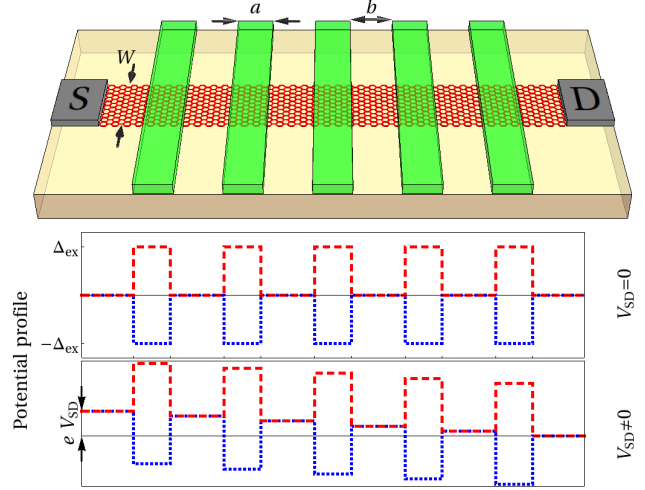 a
b
W
S
D
Δex
−Δex
VSD=0
Potential profile
e VSD
VSD≠0